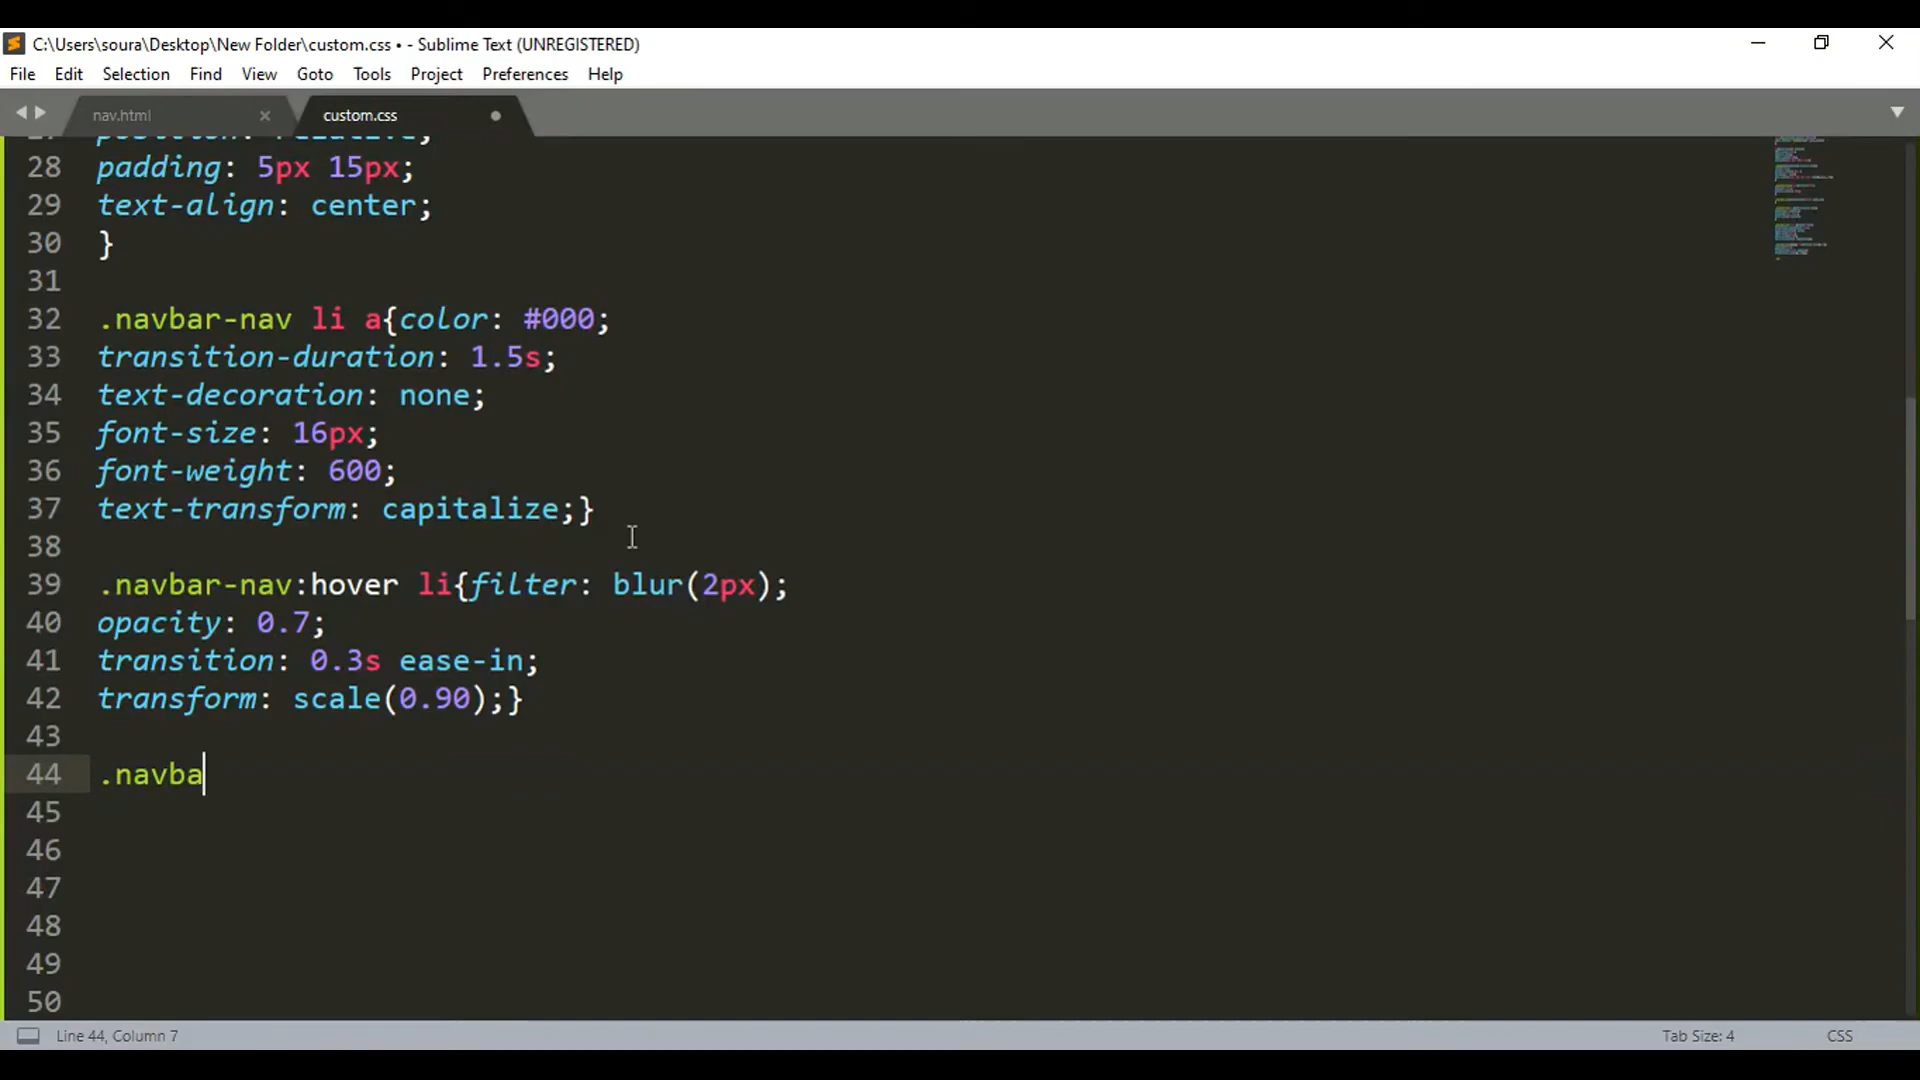 C:\Users\soura\Desktop\New Folder\custom.css • - Sublime Text (UNREGISTERED)
File Edit Selection Find View Goto Tools Project Preferences Help
nav.html custom.css
27 position: relative;
28 padding: 5px 15px;
29 text-align: center;
30 }
31
32 .navbar-nav li a{color: #000;
33 transition-duration: 1.5s;
34 text-decoration: none;
35 font-size: 16px;
36 font-weight: 600;
37 text-transform: capitalize;}
38
39 .navbar-nav:hover li{filter: blur(2px);
40 opacity: 0.7;
41 transition: 0.3s ease-in;
42 transform: scale(0.90);}
43
44 .navba
45
46
47
48
49
50
Line 44, Column 7 Tab Size: 4 CSS